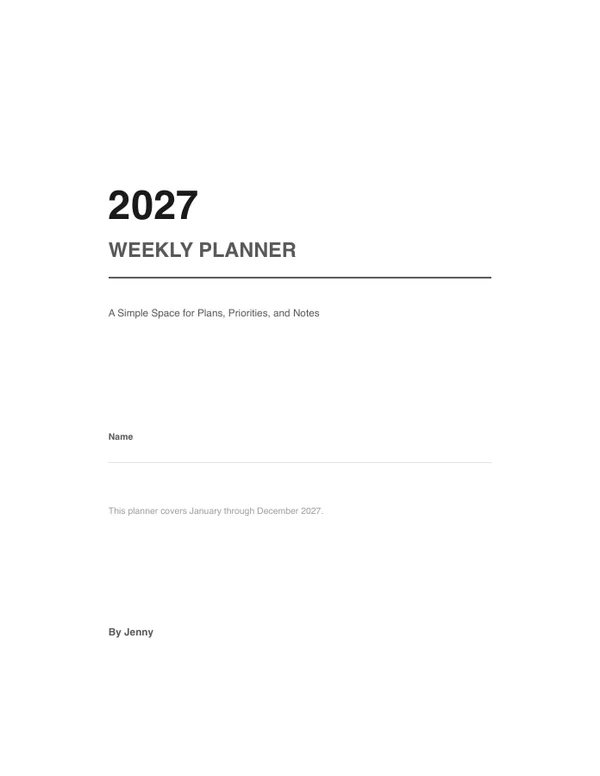 2027
WEEKLY PLANNER
A Simple Space for Plans, Priorities, and Notes
Name
This planner covers January through December 2027.
By Jenny